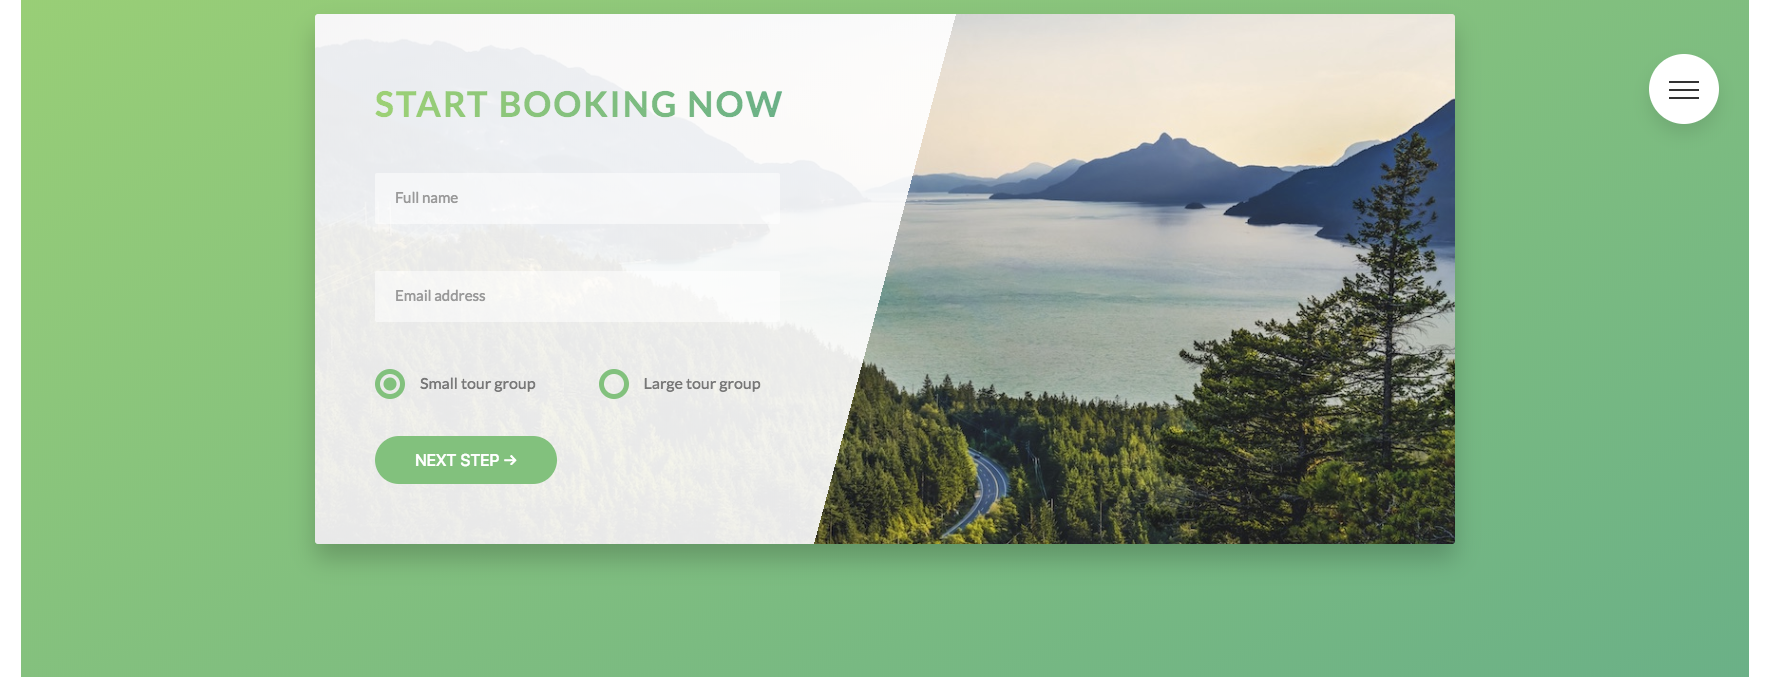 START BOOKING NOW
Full name
Email address
Small tour group
Large tour group
NEXT STEP →